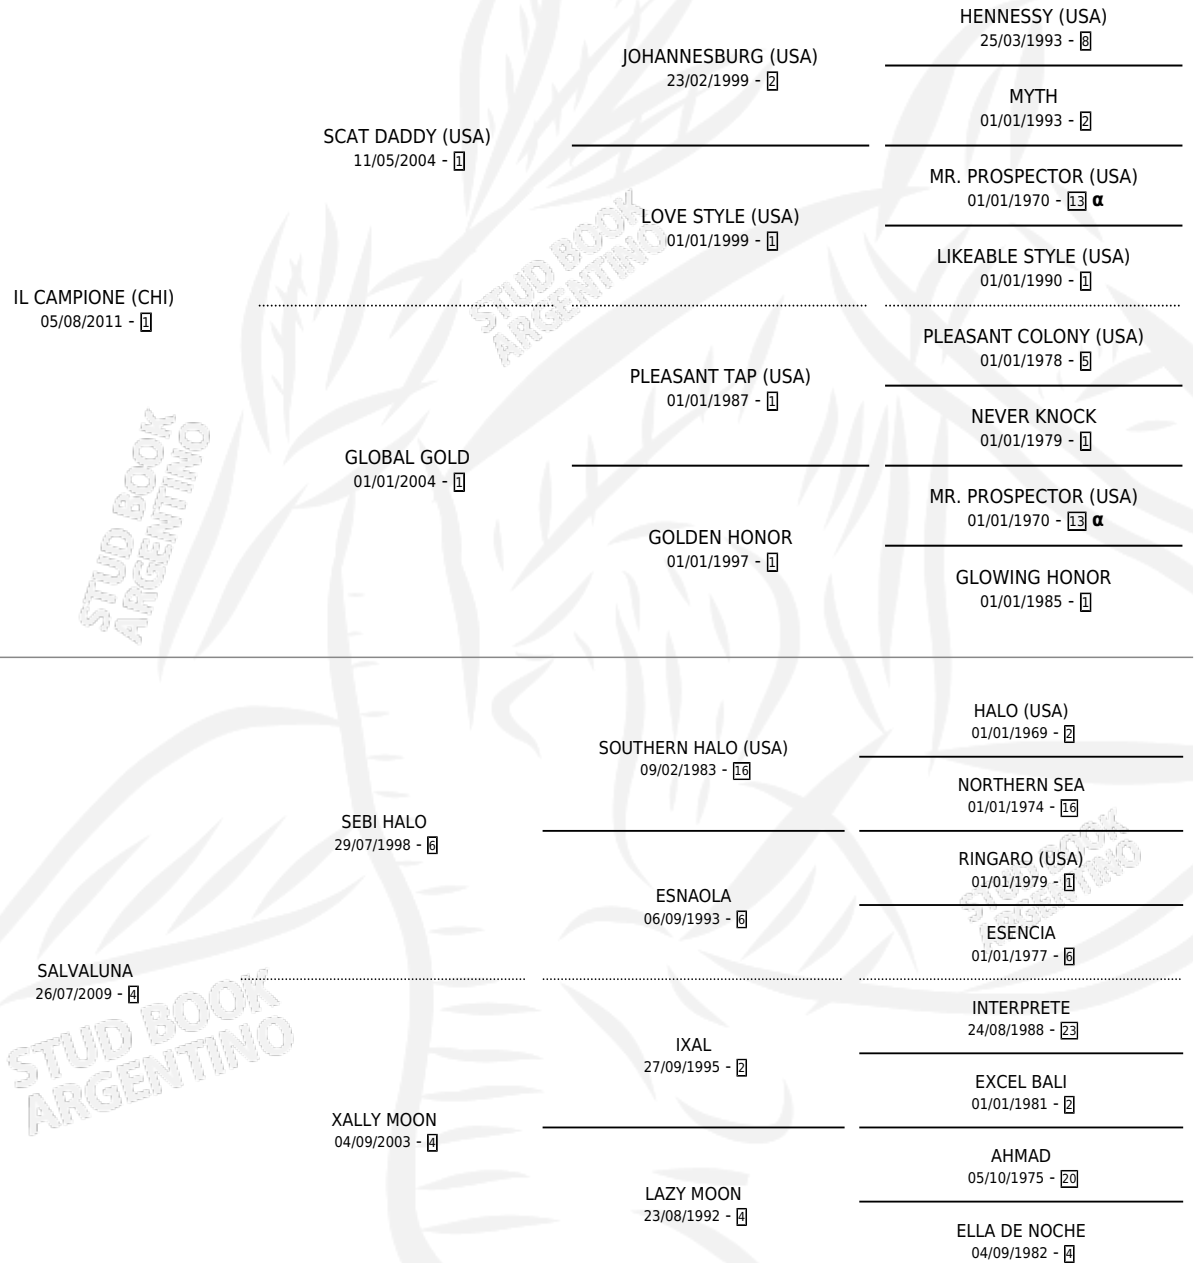 HENNESSY (USA)
25/03/1993 - 8
JOHANNESBURG (USA)
23/02/1999 - 2
MYTH
01/01/1993 - 2
SCAT DADDY (USA)
11/05/2004 - 1
MR. PROSPECTOR (USA)
01/01/1970 - 13 α
LOVE STYLE (USA)
01/01/1999 - 1
LIKEABLE STYLE (USA)
01/01/1990 - 1
IL CAMPIONE (CHI)
05/08/2011 - 1
PLEASANT COLONY (USA)
01/01/1978 - 5
PLEASANT TAP (USA)
01/01/1987 - 1
NEVER KNOCK
01/01/1979 - 1
GLOBAL GOLD
01/01/2004 - 1
MR. PROSPECTOR (USA)
01/01/1970 - 13 α
GOLDEN HONOR
01/01/1997 - 1
GLOWING HONOR
01/01/1985 - 1
HALO (USA)
01/01/1969 - 2
SOUTHERN HALO (USA)
09/02/1983 - 16
NORTHERN SEA
01/01/1974 - 16
SEBI HALO
29/07/1998 - 6
RINGARO (USA)
01/01/1979 - 1
ESNAOLA
06/09/1993 - 6
ESENCIA
01/01/1977 - 6
SALVALUNA
26/07/2009 - 4
INTERPRETE
24/08/1988 - 23
IXAL
27/09/1995 - 2
EXCEL BALI
01/01/1981 - 2
XALLY MOON
04/09/2003 - 4
AHMAD
05/10/1975 - 20
LAZY MOON
23/08/1992 - 4
ELLA DE NOCHE
04/09/1982 - 4
STUD BOOK
ARGENTINO
STUD BOOK
ARGENTINO
STUD BOOK
ARGENTINO
STUD BOOK
ARGENTINO